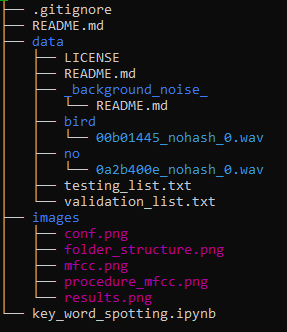 .gitignore
README.md
data
LICENSE
README.md
_background_noise_
README.md
bird
00b01445_nohash_0.wav
no
0a2b400e_nohash_0.wav
testing_list.txt
validation_list.txt
images
conf.png
folder_structure.png
mfcc.png
procedure_mfcc.png
results.png
key_word_spotting.ipynb